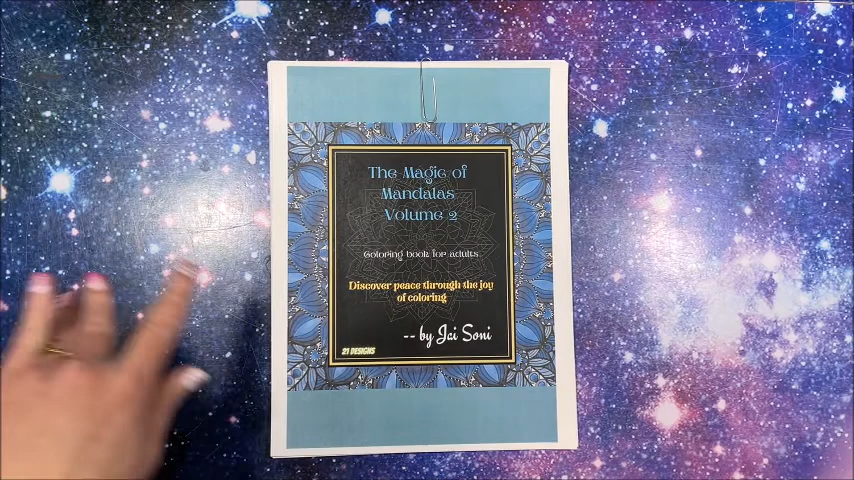 The Magic of
Mandalas
Volume 2
Coloring book for adults
Discover peace through the joy
of coloring
-- by Jai Soni
21 DESIGNS